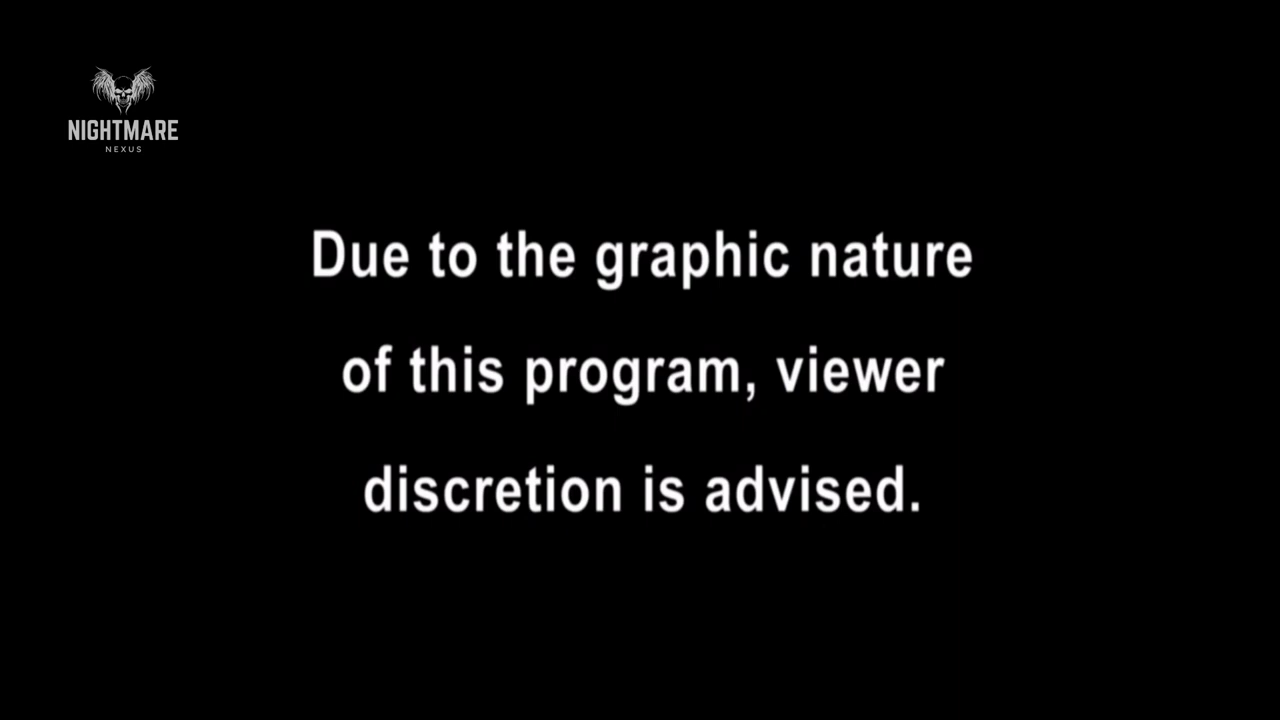 NIGHTMARE
NEXUS
Due to the graphic nature
of this program, viewer
discretion is advised.